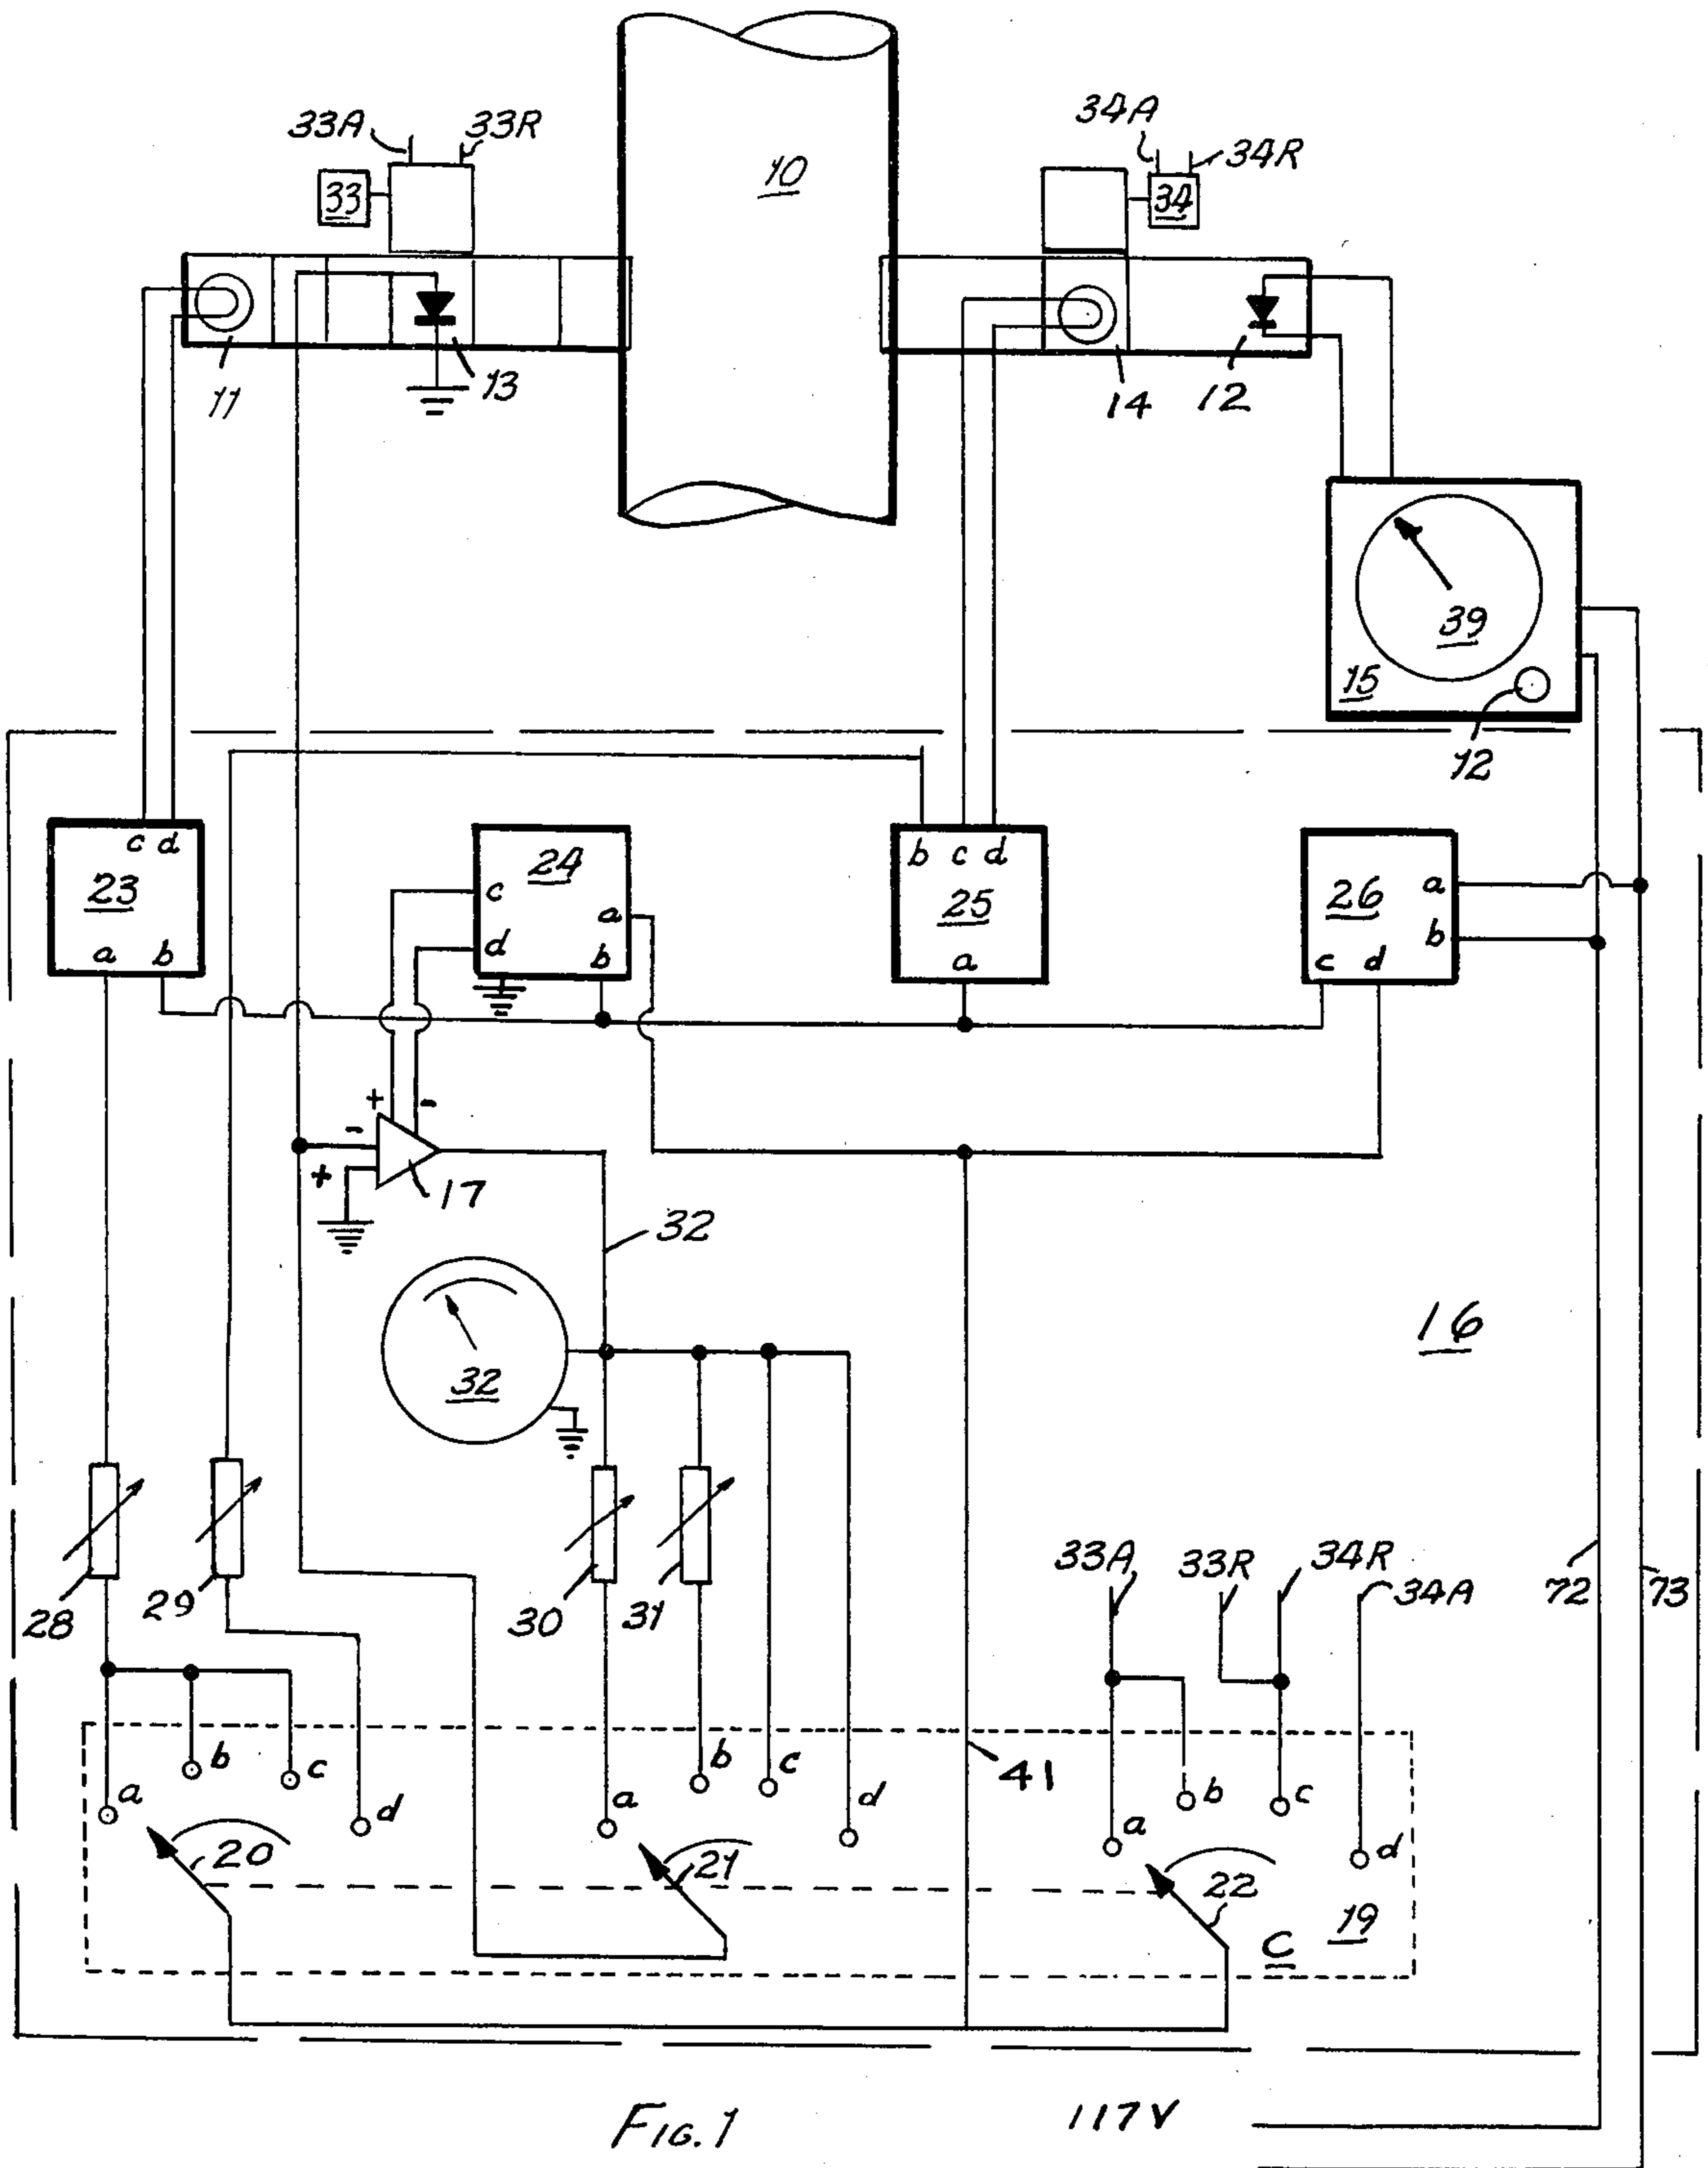 33A
33R
34A
34R
10
33
34
11
13
14
12
39
15
12
c d
23
a b
24
c
a
d
b
b c d
25
a
26
a
b
c d
+ -
-
+
17
32
32
16
28
29
30
31
33A
33R
34R
34A
72
73
a
b
c
d
a
b
c
d
a
b
c
d
41
20
21
22
C
19
FIG. 1
117V